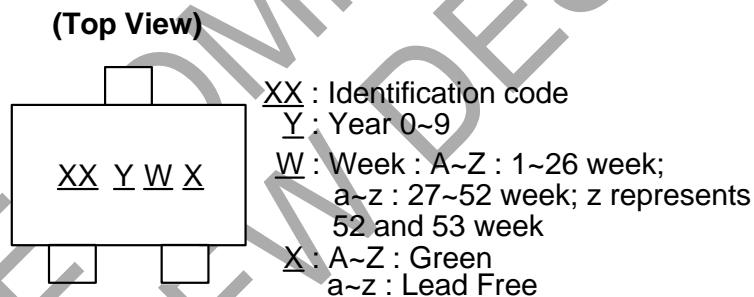 (Top View)
XX Y W X
XX : Identification code
Y : Year 0~9
W : Week : A~Z : 1~26 week;
a~z : 27~52 week; z represents
52 and 53 week
X : A~Z : Green
a~z : Lead Free